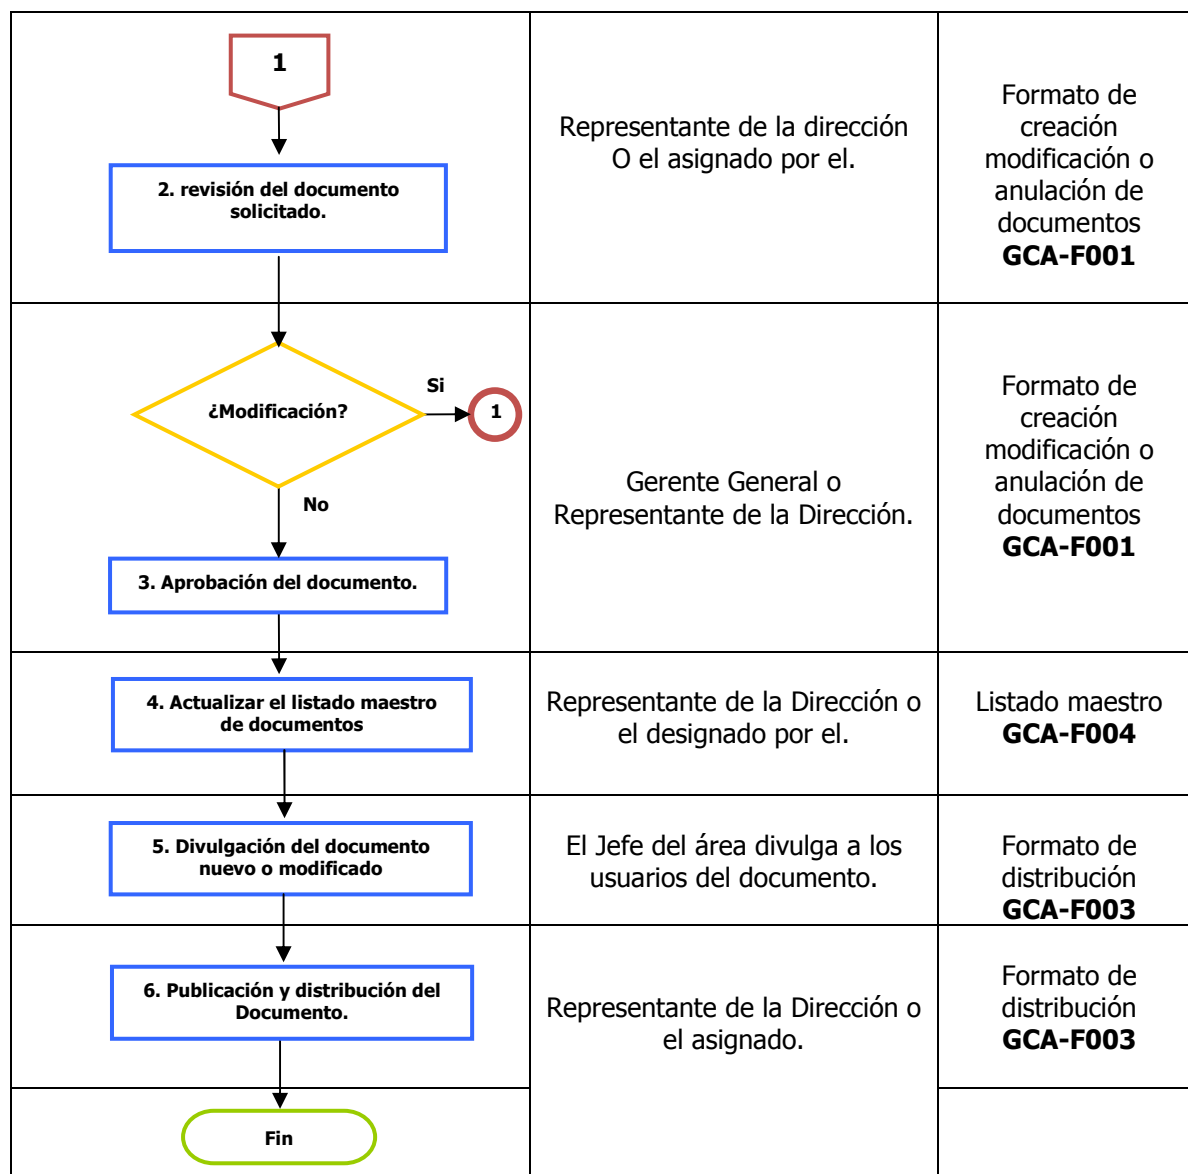 1
2. revisión del documento
solicitado.
Representante de la dirección
O el asignado por el.
Formato de
creación
modificación o
anulación de
documentos
GCA-F001
¿Modificación?
Si
1
No
3. Aprobación del documento.
Gerente General o
Representante de la Dirección.
Formato de
creación
modificación o
anulación de
documentos
GCA-F001
4. Actualizar el listado maestro
de documentos
Representante de la Dirección o
el designado por el.
Listado maestro
GCA-F004
5. Divulgación del documento
nuevo o modificado
El Jefe del área divulga a los
usuarios del documento.
Formato de
distribución
GCA-F003
6. Publicación y distribución del
Documento.
Representante de la Dirección o
el asignado.
Formato de
distribución
GCA-F003
Fin